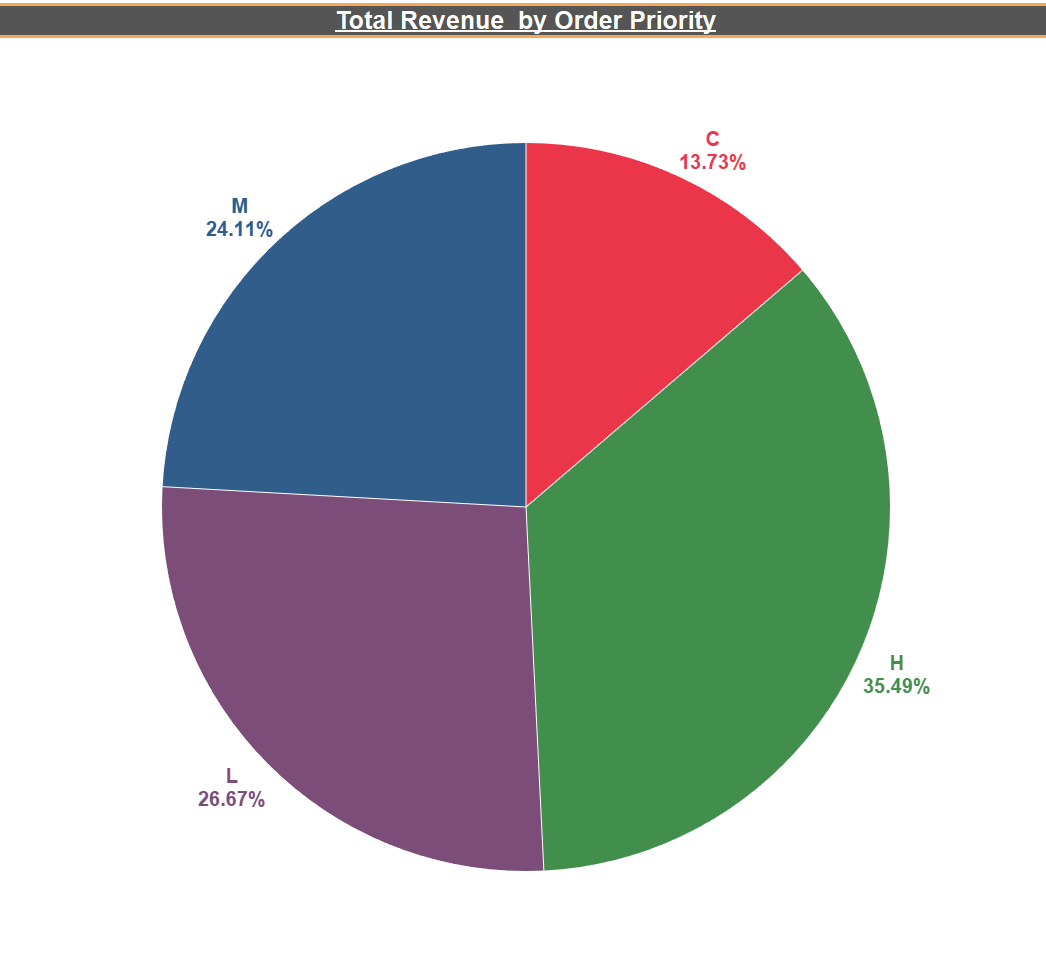 Total Revenue  by Order Priority
C
13.73%
M
24.11%
H
35.49%
L
26.67%